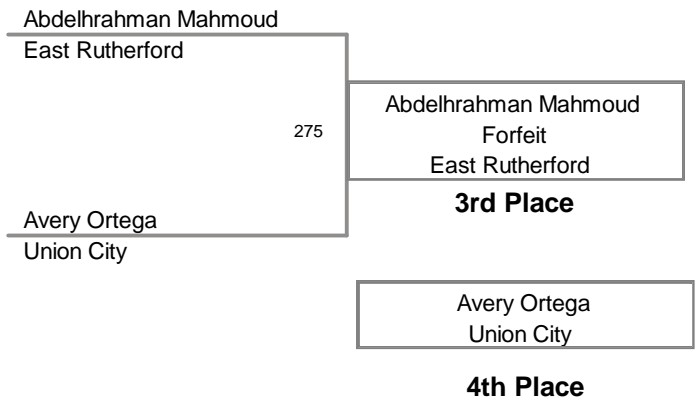 Abdelhrahman Mahmoud
East Rutherford
275
Abdelhrahman Mahmoud
Forfeit
East Rutherford
3rd Place
Avery Ortega
Union City
Avery Ortega
Union City
4th Place